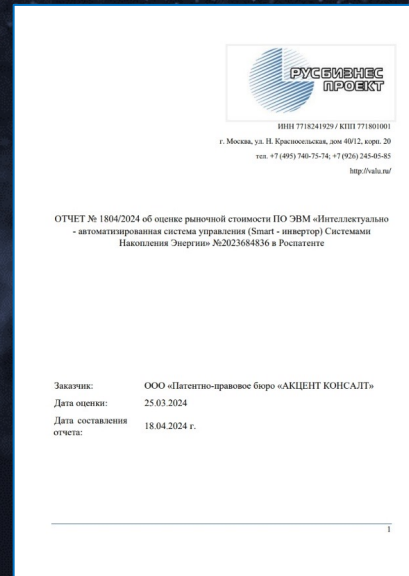 РУСБИЗНЕС
ПРОЕКТ
ИНН 7718241929 / КПП 771801001
г. Москва, ул. Н. Красносельская, дом 40/12, корп. 20
тел. +7 (495) 740-75-74; +7 (926) 245-05-85
http://valu.ru/
ОТЧЕТ № 1804/2024 об оценке рыночной стоимости ПО ЭВМ «Интеллектуально
- автоматизированная система управления (Smart - инвертор) Системами
Накопления Энергии» №2023684836 в Роспатенте
Заказчик: ООО «Патентно-правовое бюро «АКЦЕНТ КОНСАЛТ»
Дата оценки: 25.03.2024
Дата составления
отчета: 18.04.2024 г.
1